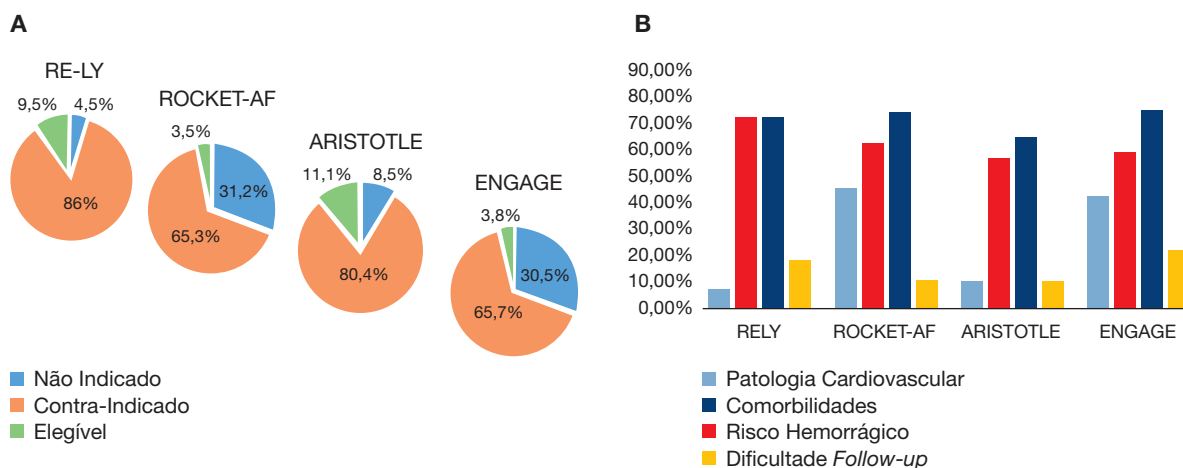 A
RE-LY
9,5% 4,5%
86%
ROCKET-AF
3,5%
31,2%
65,3%
ARISTOTLE
11,1% 8,5%
80,4%
ENGAGE
3,8%
30,5%
65,7%
Não Indicado
Contra-Indicado
Elegível
B
90,00%
80,00%
70,00%
60,00%
50,00%
40,00%
30,00%
20,00%
10,00%
0,00%
RELY ROCKET-AF ARISTOTLE ENGAGE
Patologia Cardiovascular
Comorbilidades
Risco Hemorrágico
Dificultade Follow-up